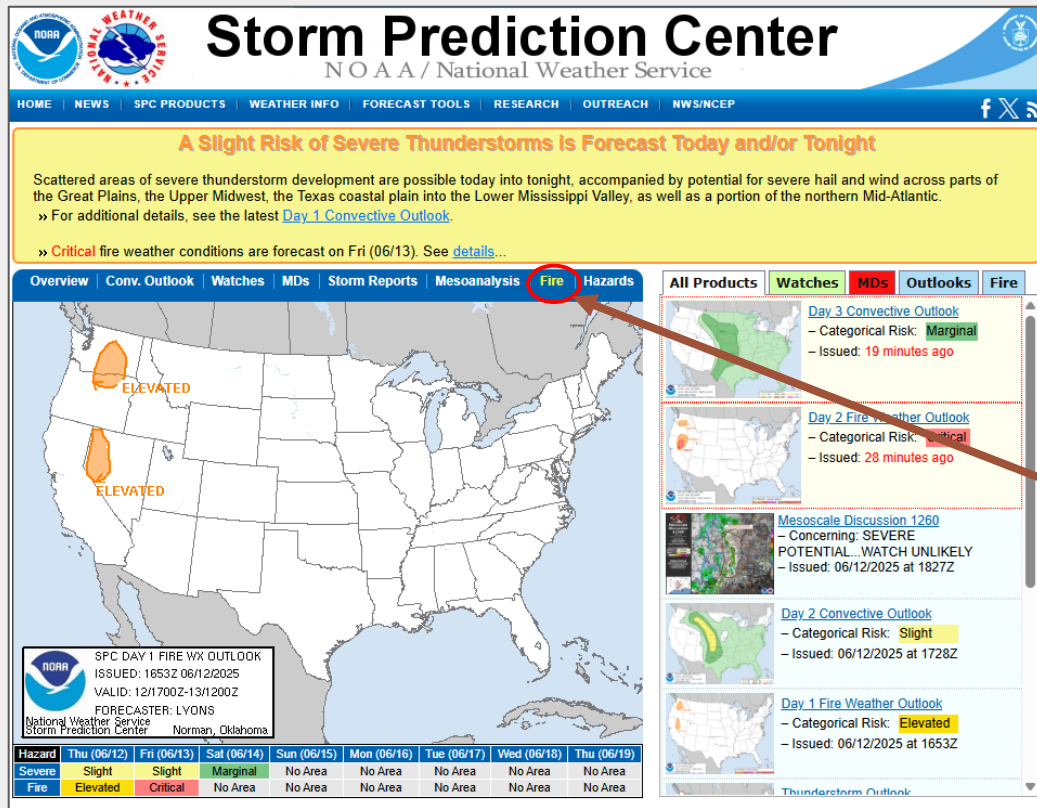 NOAA
NATIONAL WEATHER SERVICE
Storm Prediction Center
NOAA / National Weather Service
HOME | NEWS | SPC PRODUCTS | WEATHER INFO | FORECAST TOOLS | RESEARCH | OUTREACH | NWS/NCEP
A Slight Risk of Severe Thunderstorms is Forecast Today and/or Tonight
Scattered areas of severe thunderstorm development are possible today into tonight, accompanied by potential for severe hail and wind across parts of
the Great Plains, the Upper Midwest, the Texas coastal plain into the Lower Mississippi Valley, as well as a portion of the northern Mid-Atlantic.
» For additional details, see the latest Day 1 Convective Outlook.
» Critical fire weather conditions are forecast on Fri (06/13). See details...
Overview | Conv. Outlook | Watches | MDs | Storm Reports | Mesoanalysis | Fire | Hazards
ELEVATED
ELEVATED
NOAA
SPC DAY 1 FIRE WX OUTLOOK
ISSUED: 1653Z 06/12/2025
VALID: 12/1700Z-13/1200Z
FORECASTER: LYONS
National Weather Service
Storm Prediction Center Norman, Oklahoma
Hazard Thu (06/12) Fri (06/13) Sat (06/14) Sun (06/15) Mon (06/16) Tue (06/17) Wed (06/18) Thu (06/19)
Severe Slight Slight Marginal No Area No Area No Area No Area No Area
Fire Elevated Critical No Area No Area No Area No Area No Area No Area
All Products Watches MDs Outlooks Fire
Day 3 Convective Outlook
– Categorical Risk: Marginal
– Issued: 19 minutes ago
Day 2 Fire Weather Outlook
– Categorical Risk: Critical
– Issued: 28 minutes ago
Mesoscale Discussion 1260
– Concerning: SEVERE
POTENTIAL...WATCH UNLIKELY
– Issued: 06/12/2025 at 1827Z
Day 2 Convective Outlook
– Categorical Risk: Slight
– Issued: 06/12/2025 at 1728Z
Day 1 Fire Weather Outlook
– Categorical Risk: Elevated
– Issued: 06/12/2025 at 1653Z
Thunderstorm Outlook